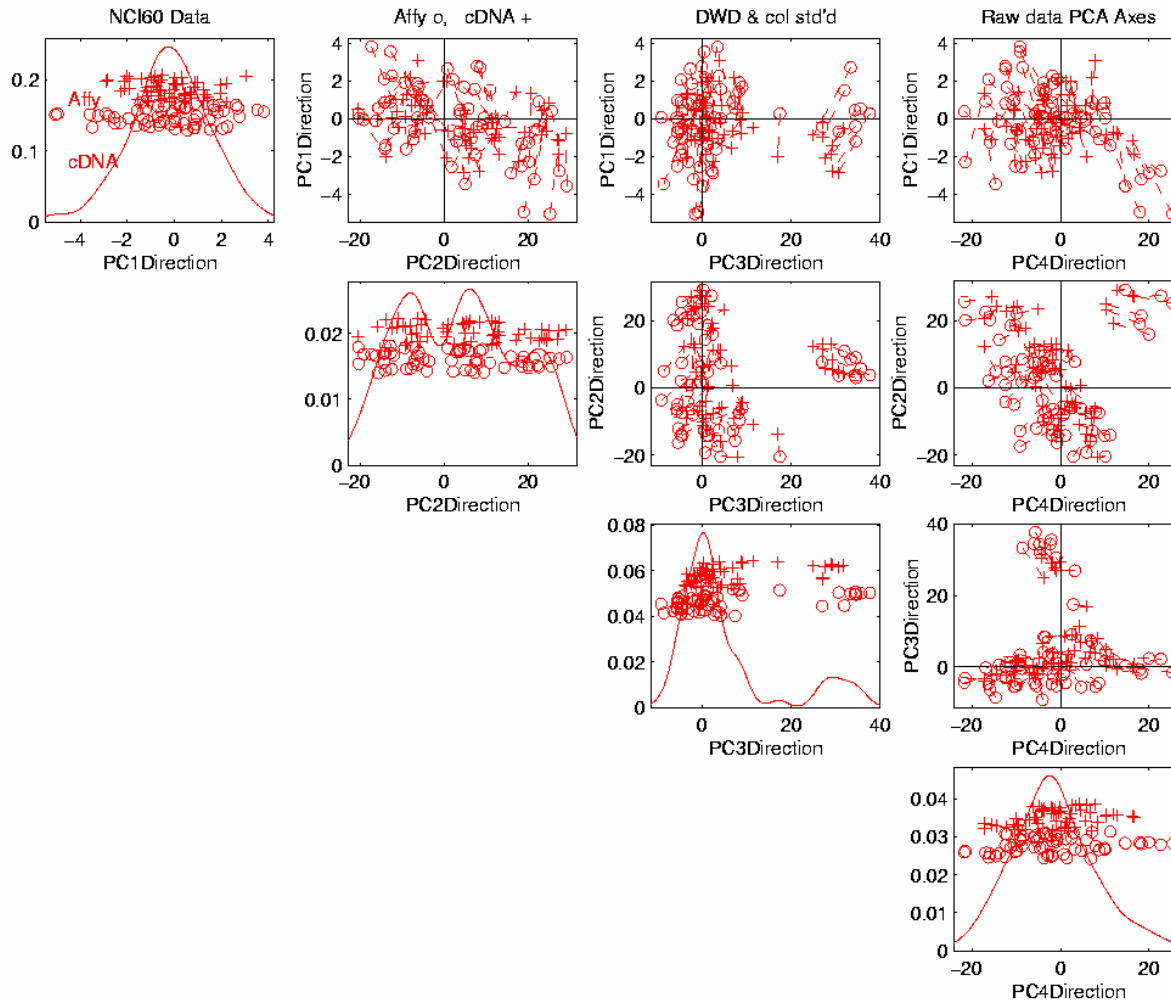 NCI60 Data
Affy o, cDNA +
DWD & col std'd
Raw data PCA Axes
0.2
0.1
0
Affy
cDNA
−4 −2 0 2 4
PC1Direction
4
2
0
−2
−4
PC1Direction
−20 0 20
PC2Direction
4
2
0
−2
−4
PC1Direction
0 20 40
PC3Direction
4
2
0
−2
−4
PC1Direction
−20 0 20
PC4Direction
0.02
0.01
0
−20 0 20
PC2Direction
20
0
−20
PC2Direction
0 20 40
PC3Direction
20
0
−20
PC2Direction
−20 0 20
PC4Direction
0.08
0.06
0.04
0.02
0
0 20 40
PC3Direction
40
20
0
PC3Direction
−20 0 20
PC4Direction
0.04
0.03
0.02
0.01
0
−20 0 20
PC4Direction